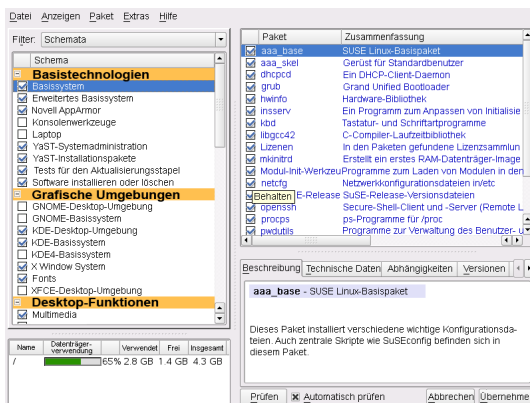 Datei Anzeigen Paket Extras Hilfe
Filter: Schemata
Schema
Basistechnologien
Basissystem
Erweitertes Basissystem
Novell AppArmor
Konsolenwerkzeuge
Laptop
YaST-Systemadministration
YaST-Installationspakete
Tests für den Aktualisierungsstapel
Software installieren oder löschen
Grafische Umgebungen
GNOME-Desktop-Umgebung
GNOME-Basissystem
KDE-Desktop-Umgebung
KDE-Basissystem
KDE4-Basissystem
X Window System
Fonts
XFCE-Desktop-Umgebung
Desktop-Funktionen
Multimedia
Name Datenträger-verwendung Verwendet Frei Insgesamt
/ 65% 2.8 GB 1.4 GB 4.3 GB
Paket Zusammenfassung
aaa_base SUSE Linux-Basispaket
aaa_skel Gerüst für Standardbenutzer
dhcpcd Ein DHCP-Client-Daemon
grub Grand Unified Bootloader
hwinfo Hardware-Bibliothek
insserv Ein Programm zum Anpassen von Initialisie
kbd Tastatur- und Schriftartprogramme
libgcc42 C-Compiler-Laufzeitbibliothek
Lizenen In den Paketen gefundene Lizenzsammlun
mkinitrd Erstellt ein erstes RAM-Datenträger-Image
Modul-Init-Werkzeu Programme zum Laden von Modulen in den
netcfg Netzwerkkonfigurationsdateien in/etc
Behalten E-Release SuSE-Release-Versionsdateien
openssh Secure-Shell-Client und -Server (Remote L
procps ps-Programme für /proc
pwdutils Programme zur Verwaltung des Benutzer- u
Beschreibung Technische Daten Abhängigkeiten Versionen
aaa_base - SUSE Linux-Basispaket
Dieses Paket installiert verschiedene wichtige Konfigurationsda-
teien. Auch zentrale Skripte wie SuSEconfig befinden sich in
diesem Paket.
Prüfen Automatisch prüfen Abbrechen Übernehme